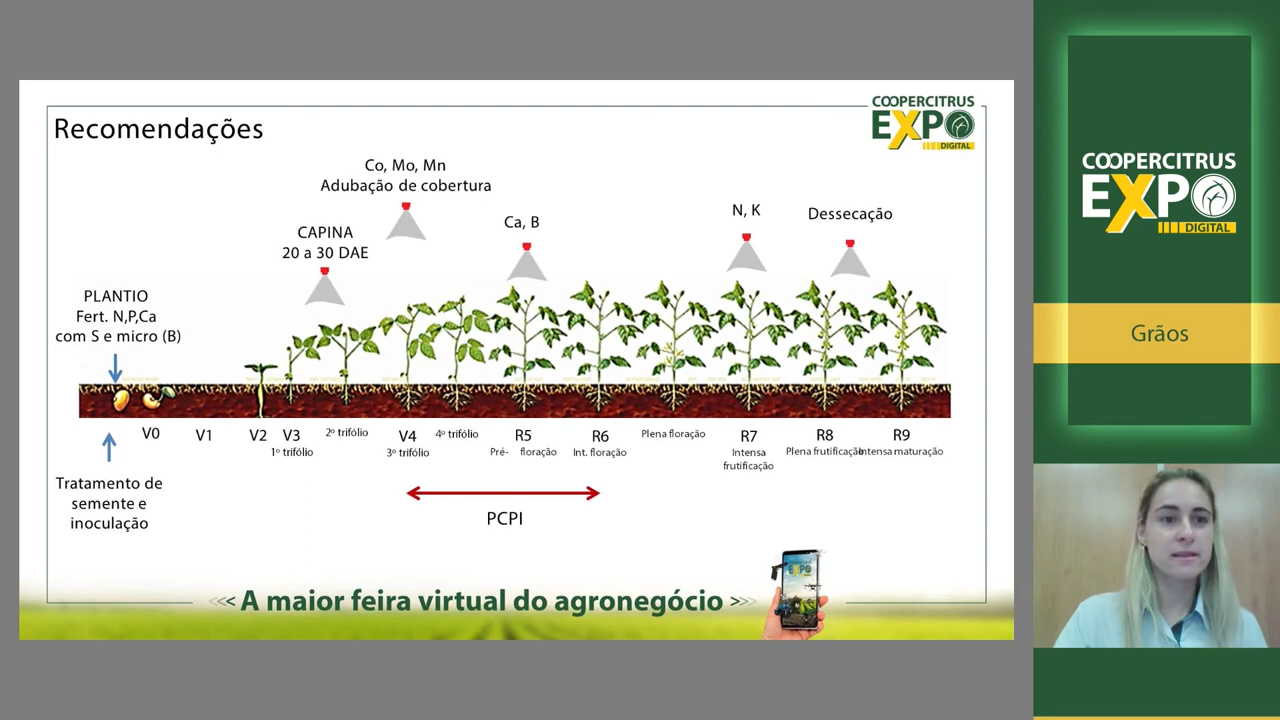 Recomendações
COOPERCITRUS
EXPO
DIGITAL
Co, Mo, Mn
Adubação de cobertura
CAPINA
20 a 30 DAE
Ca, B
N, K
Dessecação
PLANTIO
Fert. N,P,Ca
com S e micro (B)
V0
V1
V2
V3
1º trifólio
2º trifólio
V4
3º trifólio
4º trifólio
R5
Pré- floração
R6
Int. floração
Plena floração
R7
Intensa
frutificação
R8
Plena frutificação
R9
Intensa maturação
Tratamento de
semente e
inoculação
PCPI
<<< A maior feira virtual do agronegócio >>>
EXPO
COOPERCITRUS
EXPO
DIGITAL
Grãos